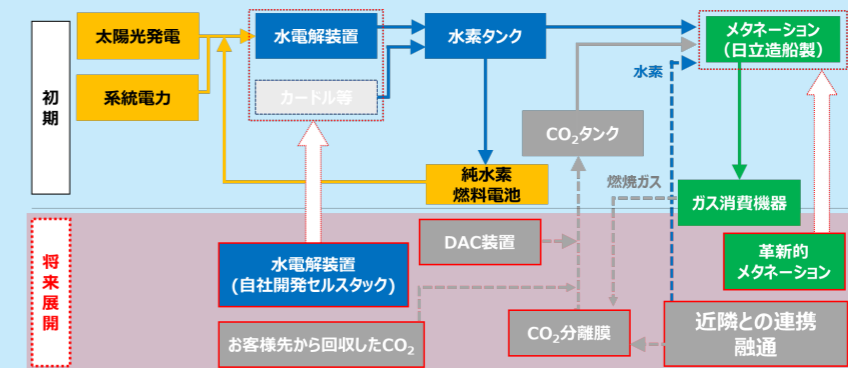 初期
太陽光発電
系統電力
水電解装置
カードル等
水素タンク
純水素
燃料電池
CO₂タンク
水素
メタネーション
(日立造船製)
燃焼ガス
ガス消費機器
将来展開
水電解装置
(自社開発セルスタック)
お客様先から回収したCO₂
DAC装置
CO₂分離膜
革新的
メタネーション
近隣との連携
融通